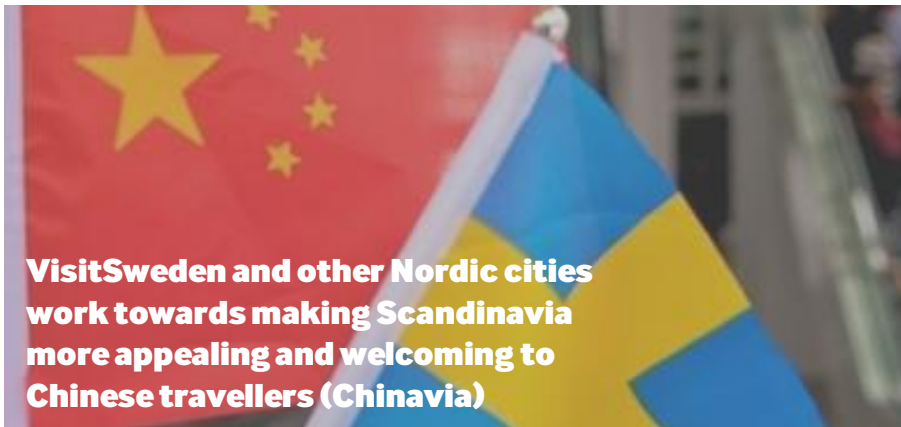 VisitSweden and other Nordic cities
work towards making Scandinavia
more appealing and welcoming to
Chinese travellers (Chinavia)